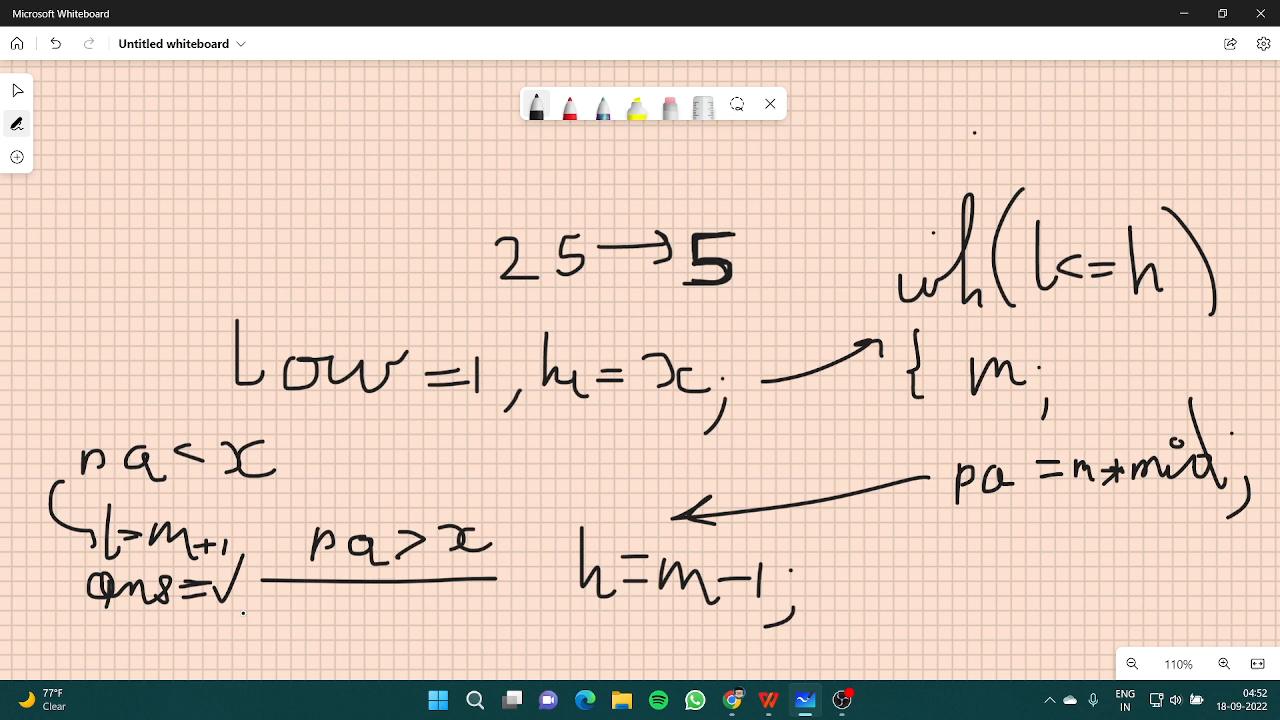 Microsoft Whiteboard
Untitled whiteboard
25 → 5
wh(l<=h)
low=1, h=x;
{ m;
pa<x
pa=m*mid;
l=m+1
pa>x
h=m-1;
ans=√
110%
77°F
Clear
ENG
IN
04:52
18-09-2022